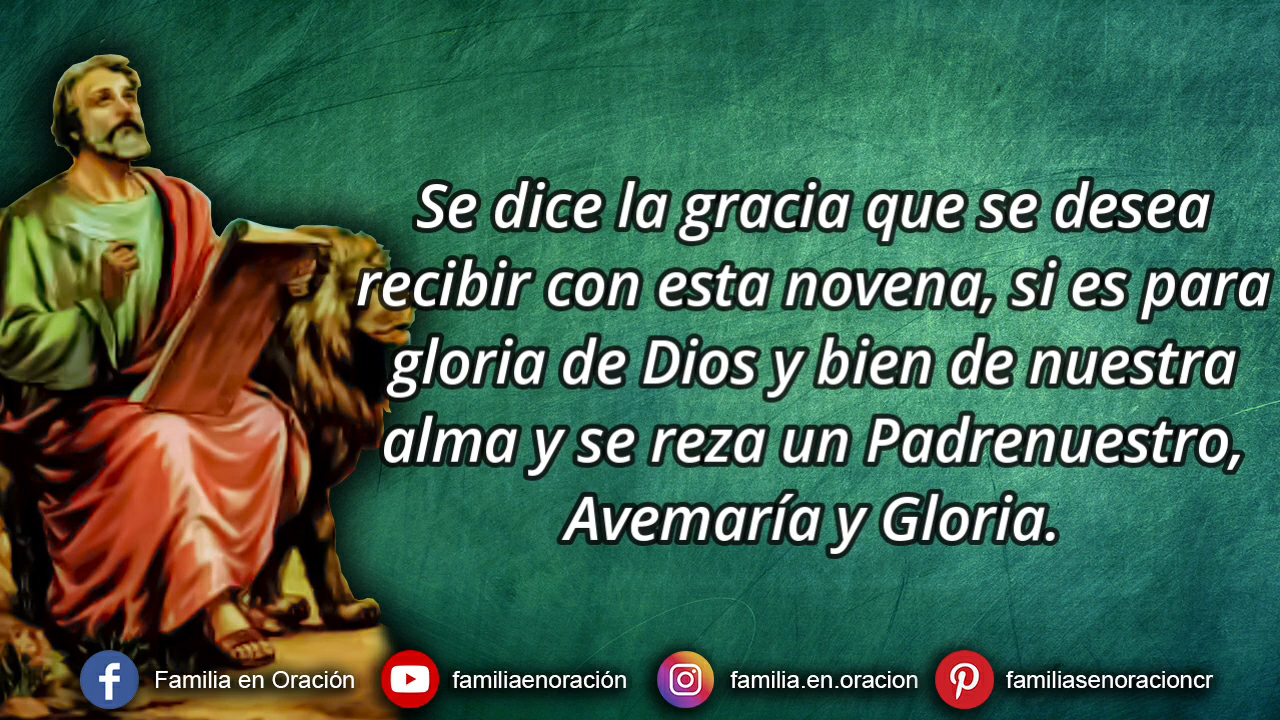 Se dice la gracia que se desea
recibir con esta novena, si es para
gloria de Dios y bien de nuestra
alma y se reza un Padrenuestro,
Avemaría y Gloria.
Familia en Oración
familiaenoración
familia.en.oracion
familiasenoracioncr